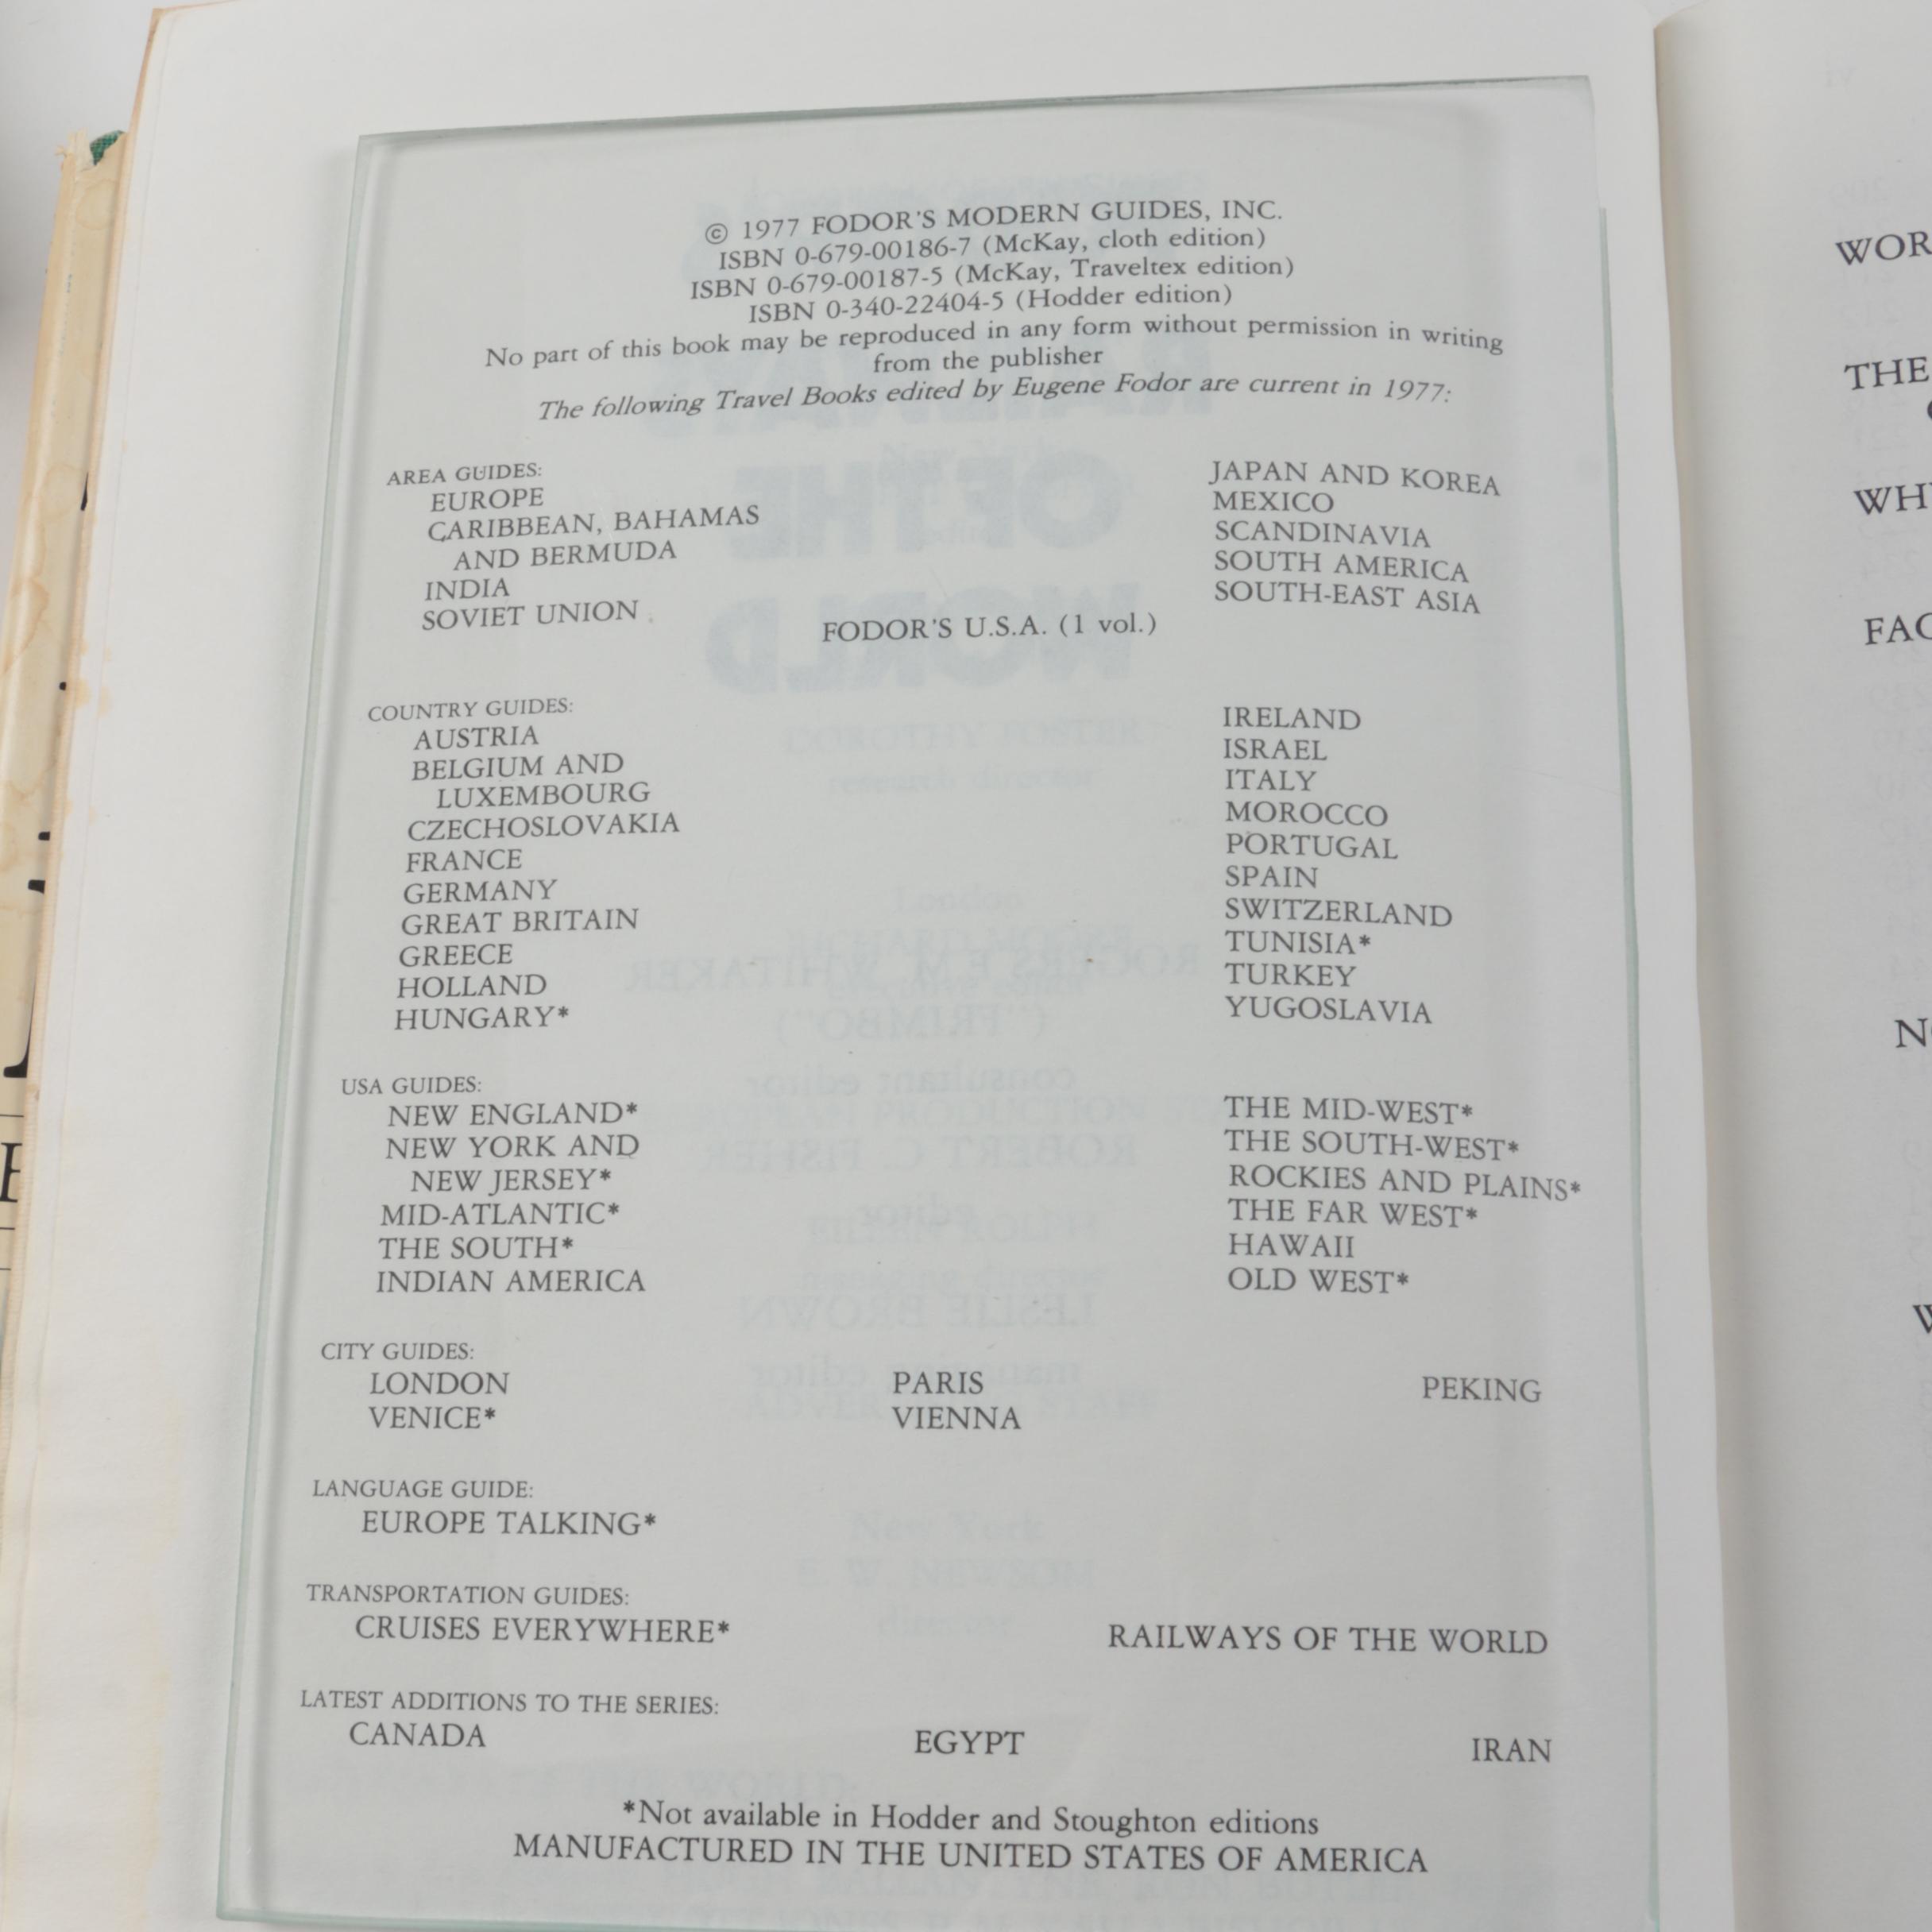 © 1977 FODOR'S MODERN GUIDES, INC.
ISBN 0-679-00186-7 (McKay, cloth edition)
ISBN 0-679-00187-5 (McKay, Traveltex edition)
ISBN 0-340-22404-5 (Hodder edition)
No part of this book may be reproduced in any form without permission in writing
from the publisher
The following Travel Books edited by Eugene Fodor are current in 1977:
AREA GUIDES:
EUROPE
CARIBBEAN, BAHAMAS
AND BERMUDA
INDIA
SOVIET UNION
JAPAN AND KOREA
MEXICO
SCANDINAVIA
SOUTH AMERICA
SOUTH-EAST ASIA
FODOR'S U.S.A. (1 vol.)
COUNTRY GUIDES:
AUSTRIA
BELGIUM AND
LUXEMBOURG
CZECHOSLOVAKIA
FRANCE
GERMANY
GREAT BRITAIN
GREECE
HOLLAND
HUNGARY*
IRELAND
ISRAEL
ITALY
MOROCCO
PORTUGAL
SPAIN
SWITZERLAND
TUNISIA*
TURKEY
YUGOSLAVIA
USA GUIDES:
NEW ENGLAND*
NEW YORK AND
NEW JERSEY*
MID-ATLANTIC*
THE SOUTH*
INDIAN AMERICA
THE MID-WEST*
THE SOUTH-WEST*
ROCKIES AND PLAINS*
THE FAR WEST*
HAWAII
OLD WEST*
CITY GUIDES:
LONDON PARIS PEKING
VENICE* VIENNA
LANGUAGE GUIDE:
EUROPE TALKING*
TRANSPORTATION GUIDES:
CRUISES EVERYWHERE* RAILWAYS OF THE WORLD
LATEST ADDITIONS TO THE SERIES:
CANADA EGYPT IRAN
*Not available in Hodder and Stoughton editions
MANUFACTURED IN THE UNITED STATES OF AMERICA
THE